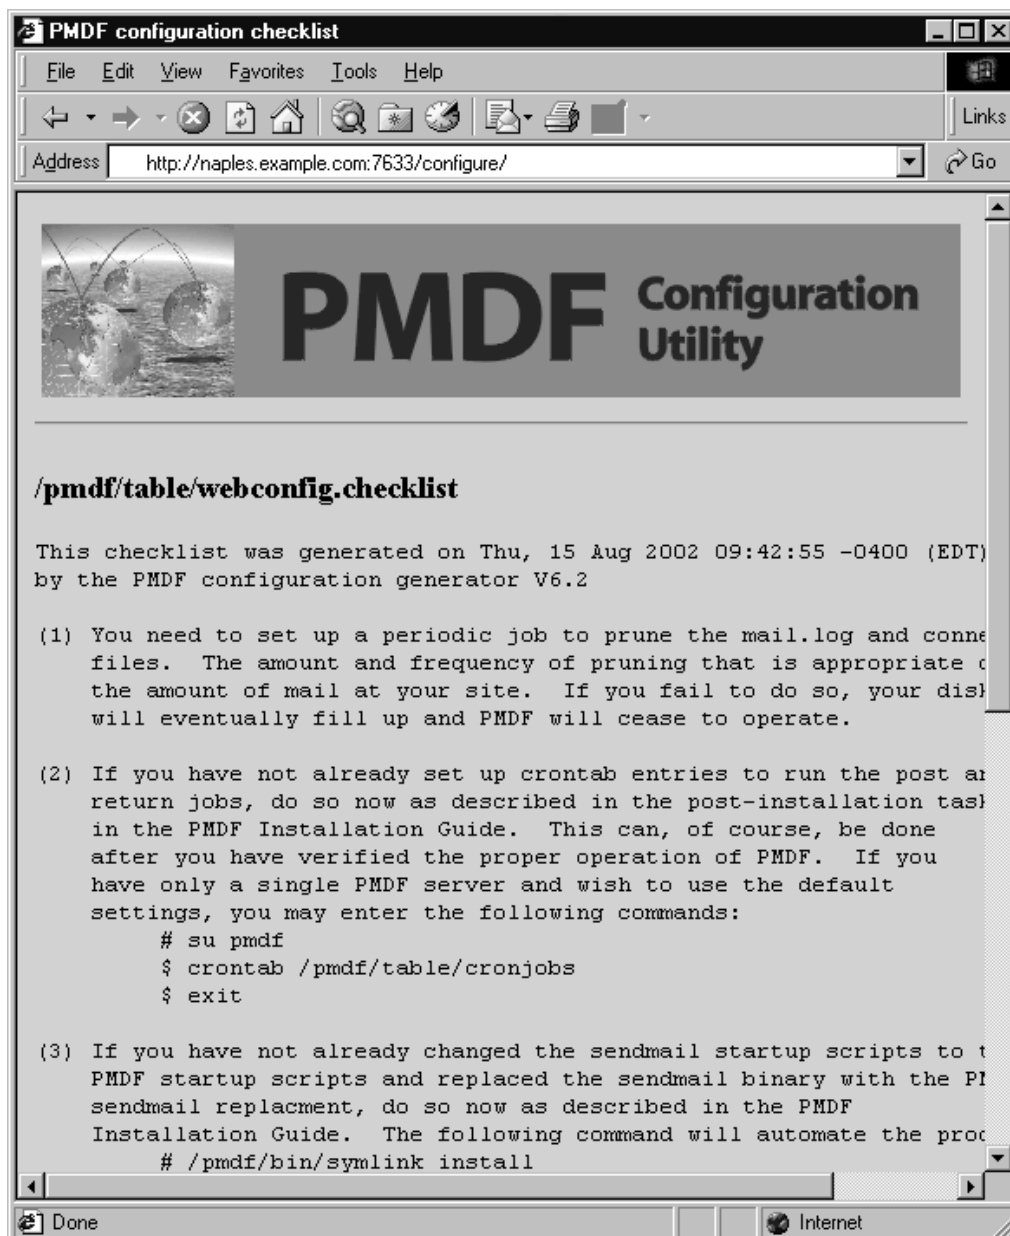 PMDF configuration checklist
File Edit View Favorites Tools Help
Links
Address http://naples.example.com:7633/configure/ Go
PMDF Configuration
Utility
/pmdf/table/webconfig.checklist
This checklist was generated on Thu, 15 Aug 2002 09:42:55 -0400 (EDT)
by the PMDF configuration generator V6.2
(1) You need to set up a periodic job to prune the mail.log and conne
files. The amount and frequency of pruning that is appropriate
the amount of mail at your site. If you fail to do so, your
will eventually fill up and PMDF will cease to operate.
(2) If you have not already set up crontab entries to run the post
return jobs, do so now as described in the post-installation
in the PMDF Installation Guide. This can, of course, be done
after you have verified the proper operation of PMDF. If you
have only a single PMDF server and wish to use the default
settings, you may enter the following commands:
# su pmdf
$ crontab /pmdf/table/cronjobs
$ exit
(3) If you have not already changed the sendmail startup scripts to
PMDF startup scripts and replaced the sendmail binary with the
sendmail replacment, do so now as described in the PMDF
Installation Guide. The following command will automate the
# /pmdf/bin/symlink install
Done Internet